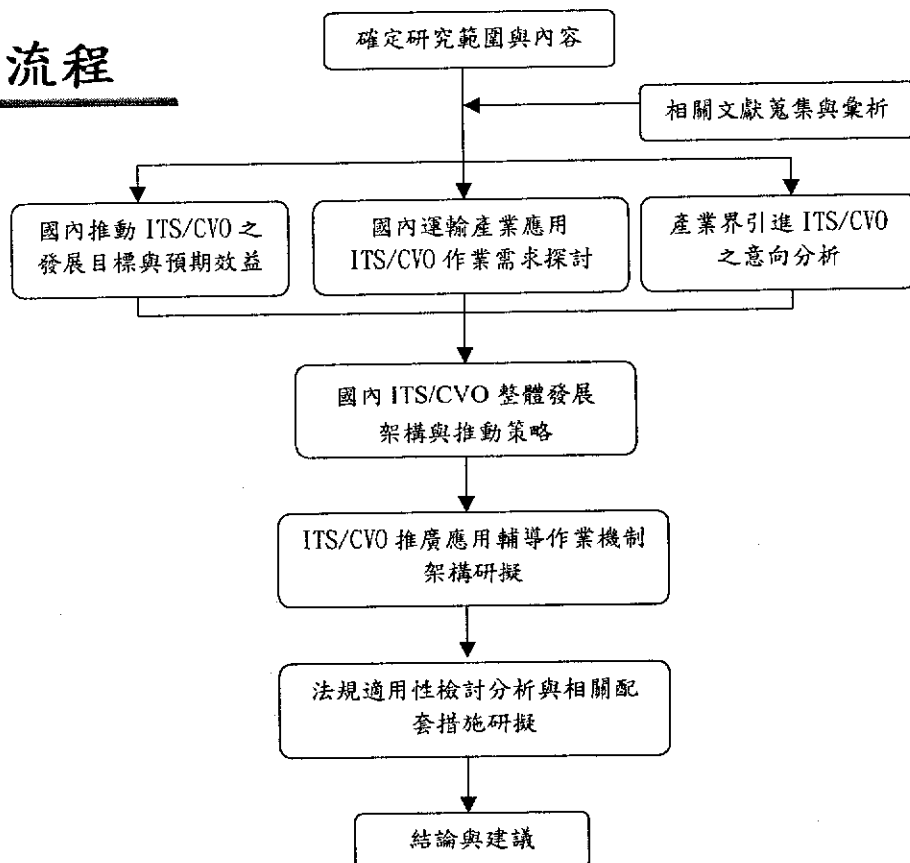 流程
確定研究範圍與內容
相關文獻蒐集與彙析
國內推動 ITS/CVO 之
發展目標與預期效益
國內運輸產業應用
ITS/CVO 作業需求探討
產業界引進 ITS/CVO
之意向分析
國內 ITS/CVO 整體發展
架構與推動策略
ITS/CVO 推廣應用輔導作業機制
架構研擬
法規適用性檢討分析與相關配
套措施研擬
結論與建議